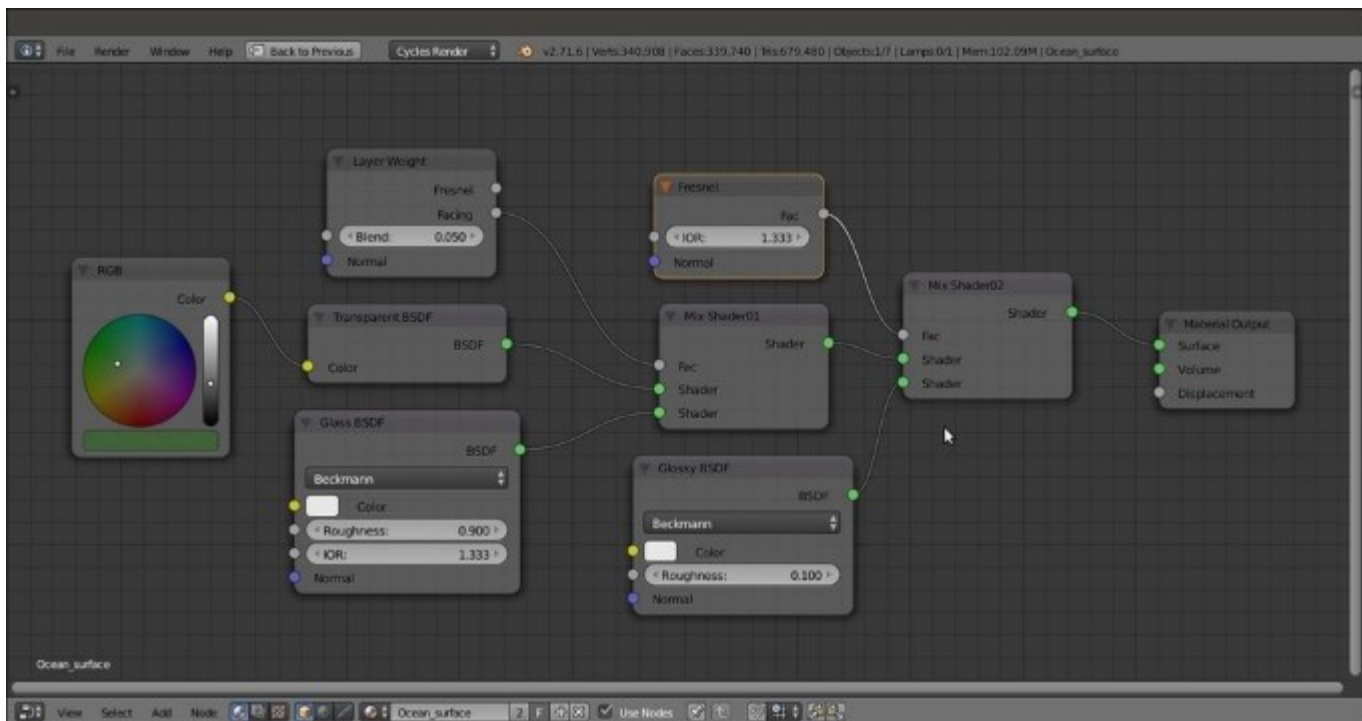 File Render Window Help Back to Previous Cycles Render v2.71.6 | Verts:340,908 | Faces:339,740 | Tris:679,480 | Objects:1/7 | Lamps:0/1 | Mem:102.09M | Ocean_surface
Layer Weight
Fresnel
Facing
Blend: 0.050
Normal
Fresnel
Fac
IOR: 1.333
Normal
RGB
Color
Transparent BSDF
BSDF
Color
Mix Shader01
Shader
Fac
Shader
Shader
Mix Shader02
Shader
Fac
Shader
Shader
Material Output
Surface
Volume
Displacement
Glass BSDF
BSDF
Beckmann
Color
Roughness: 0.900
IOR: 1.333
Normal
Glossy BSDF
BSDF
Beckmann
Color
Roughness: 0.100
Normal
Ocean_surface
View Select Add Node Ocean_surface 2 F Use Nodes